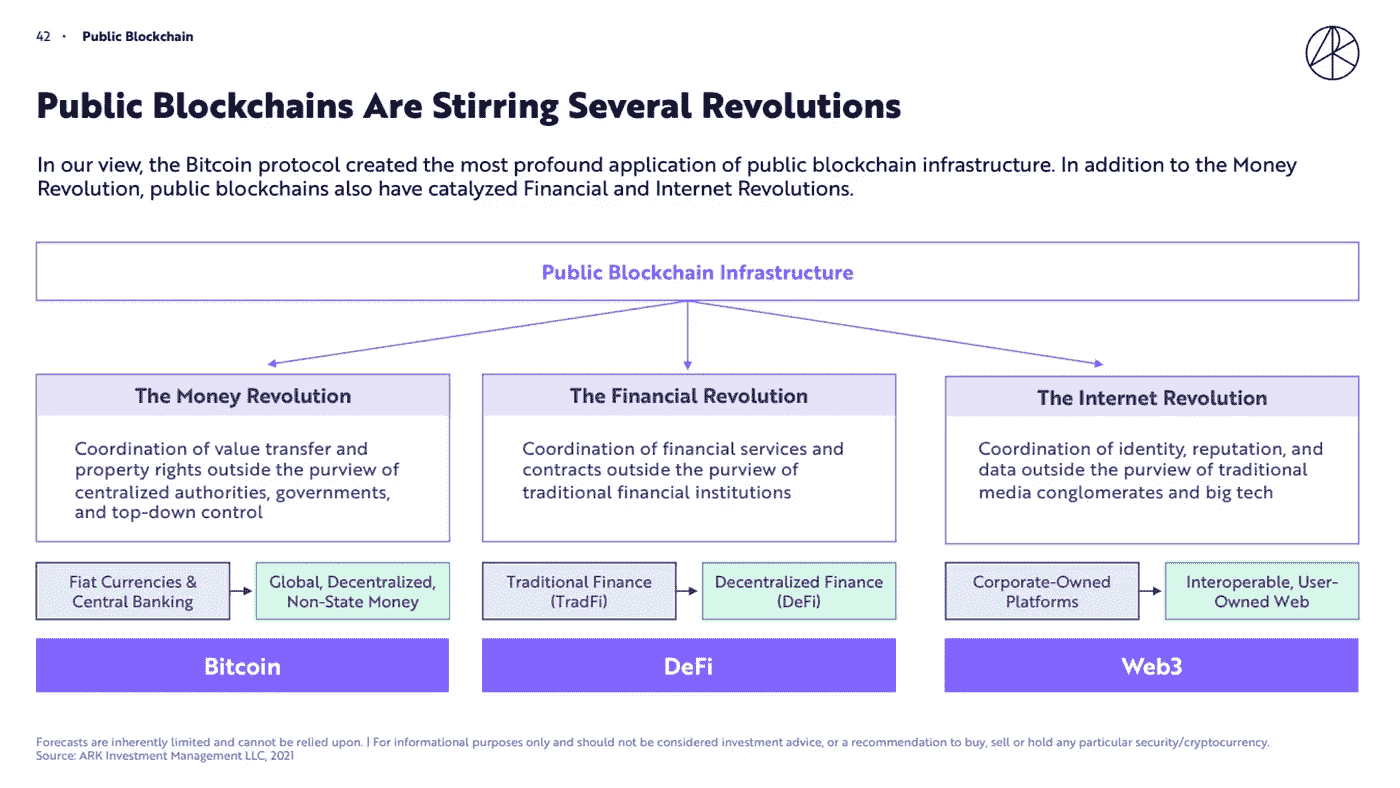 42 • Public Blockchain
Public Blockchains Are Stirring Several Revolutions
In our view, the Bitcoin protocol created the most profound application of public blockchain infrastructure. In addition to the Money
Revolution, public blockchains also have catalyzed Financial and Internet Revolutions.
Public Blockchain Infrastructure
The Money Revolution
Coordination of value transfer and
property rights outside the purview of
centralized authorities, governments,
and top-down control
Fiat Currencies &
Central Banking
Global, Decentralized,
Non-State Money
Bitcoin
The Financial Revolution
Coordination of financial services and
contracts outside the purview of
traditional financial institutions
Traditional Finance
(TradFi)
Decentralized Finance
(DeFi)
DeFi
The Internet Revolution
Coordination of identity, reputation, and
data outside the purview of traditional
media conglomerates and big tech
Corporate-Owned
Platforms
Interoperable, User-
Owned Web
Web3
Forecasts are inherently limited and cannot be relied upon. | For informational purposes only and should not be considered investment advice, or a recommendation to buy, sell or hold any particular security/cryptocurrency.
Source: ARK Investment Management LLC, 2021